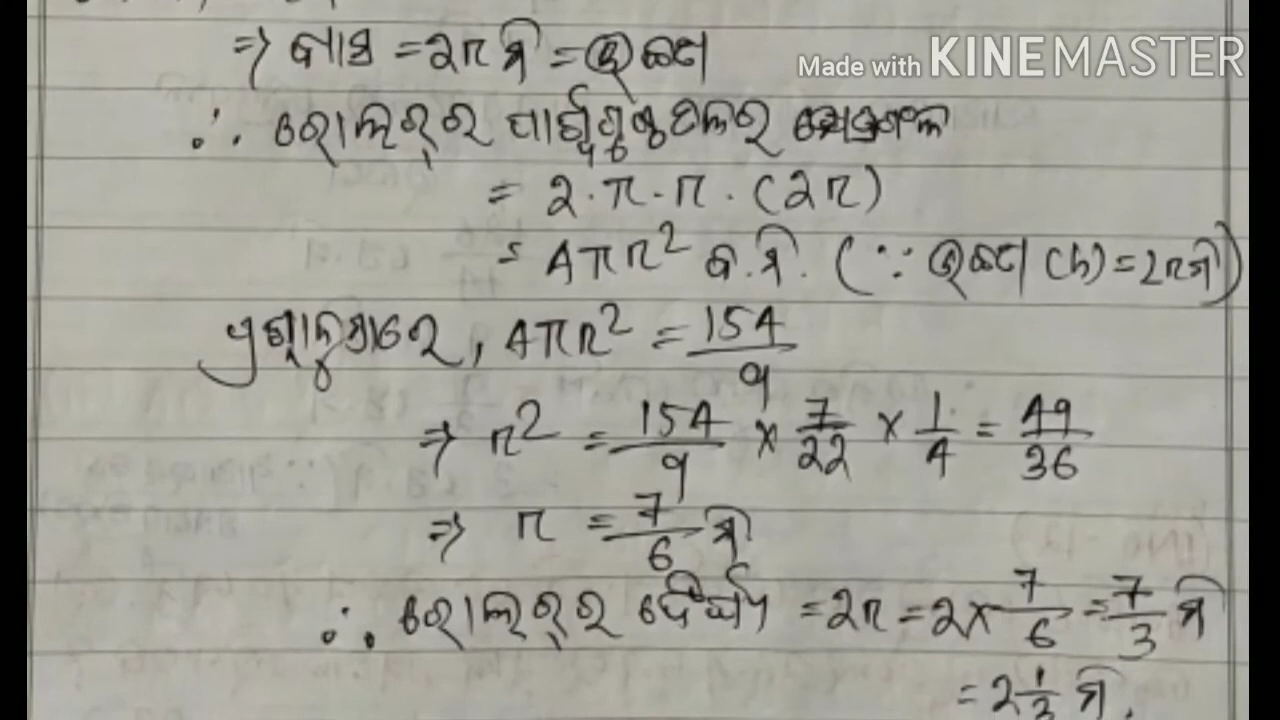 Made with KINEMASTER
⇒ ବ୍ୟାସ = 2r ମି = ଉଚ୍ଚତା
∴ ରୋଲର୍‌ର ପାର୍ଶ୍ୱପୃଷ୍ଠତଳର କ୍ଷେତ୍ରଫଳ
= 2·π·r·(2r)
= 4πr² ବ.ମି. (∵ ଉଚ୍ଚତା (h) = 2r ମି)
ପ୍ରଶ୍ନାନୁସାରେ, 4πr² = 154/9
⇒ r² = 154/9 × 7/22 × 1/4 = 49/36
⇒ r = 7/6 ମି
∴ ରୋଲର୍‌ର ଦୈର୍ଘ୍ୟ = 2r = 2×7/6 = 7/3 ମି
= 2 1/3 ମି.